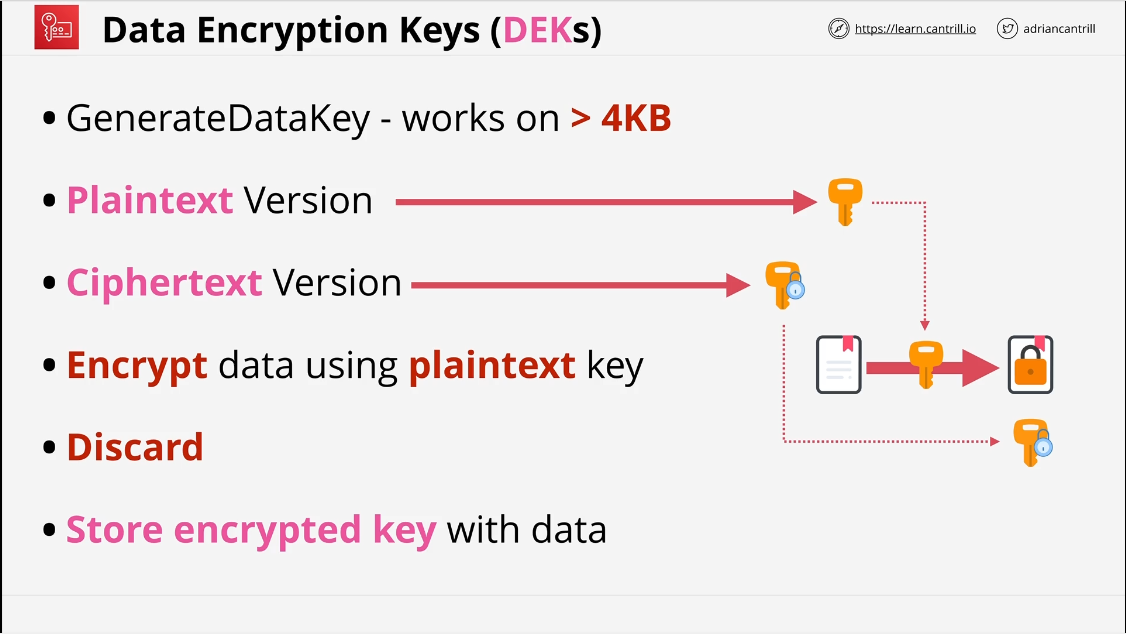 Data Encryption Keys (DEKs)
https://learn.cantrill.io
adriancantrill
• GenerateDataKey - works on > 4KB
• Plaintext Version
• Ciphertext Version
• Encrypt data using plaintext key
• Discard
• Store encrypted key with data